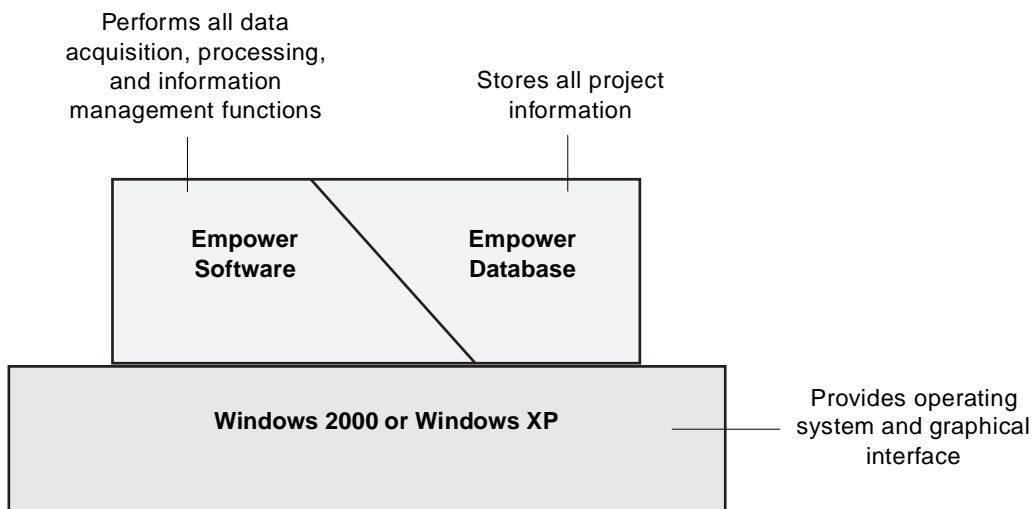 Performs all data
acquisition, processing,
and information
management functions
Stores all project
information
Empower
Software
Empower
Database
Windows 2000 or Windows XP
Provides operating
system and graphical
interface